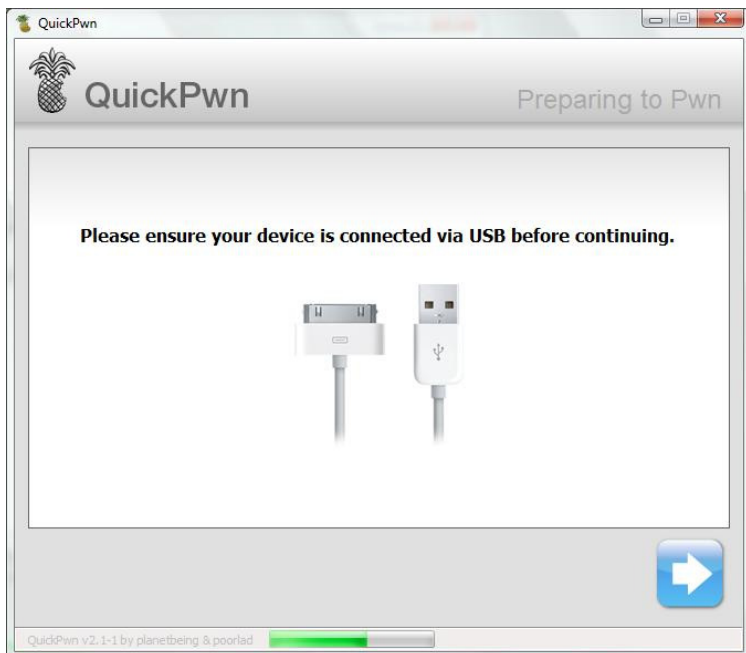 QuickPwn
QuickPwn
Preparing to Pwn
Please ensure your device is connected via USB before continuing.
QuickPwn v2.1-1 by planetbeing & poorlad